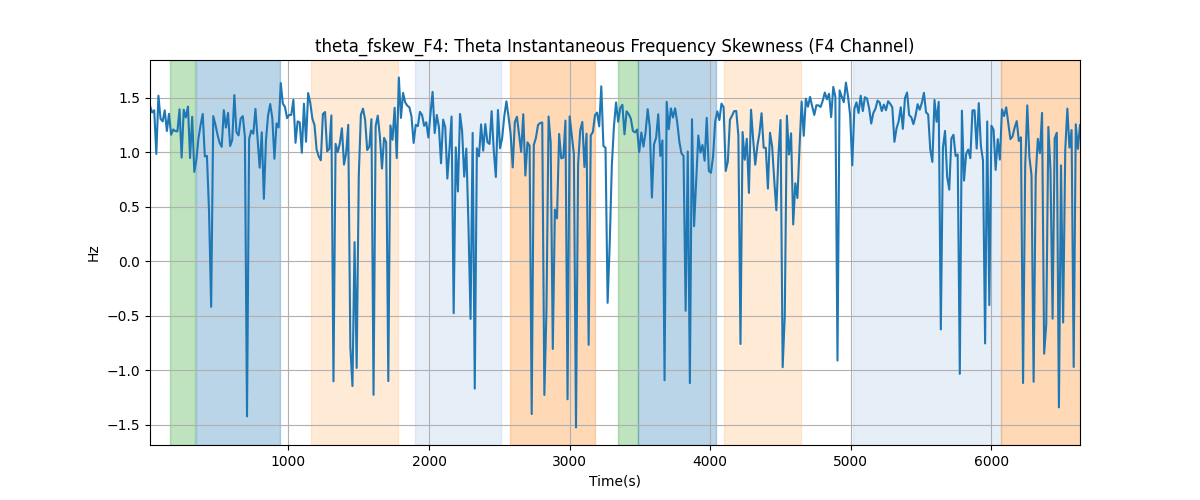 theta_fskew_F4: Theta Instantaneous Frequency Skewness (F4 Channel)
1.5
1.0
0.5
0.0
−0.5
−1.0
−1.5
Hz
1000 2000 3000 4000 5000 6000
Time(s)